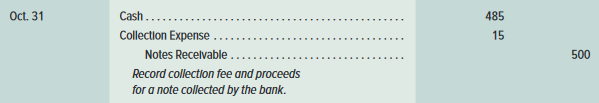 Oct. 31 Cash........................................ 485
Collection Expense ................................ 15
Notes Receivable ............................. 500
Record collection fee and proceeds
for a note collected by the bank.